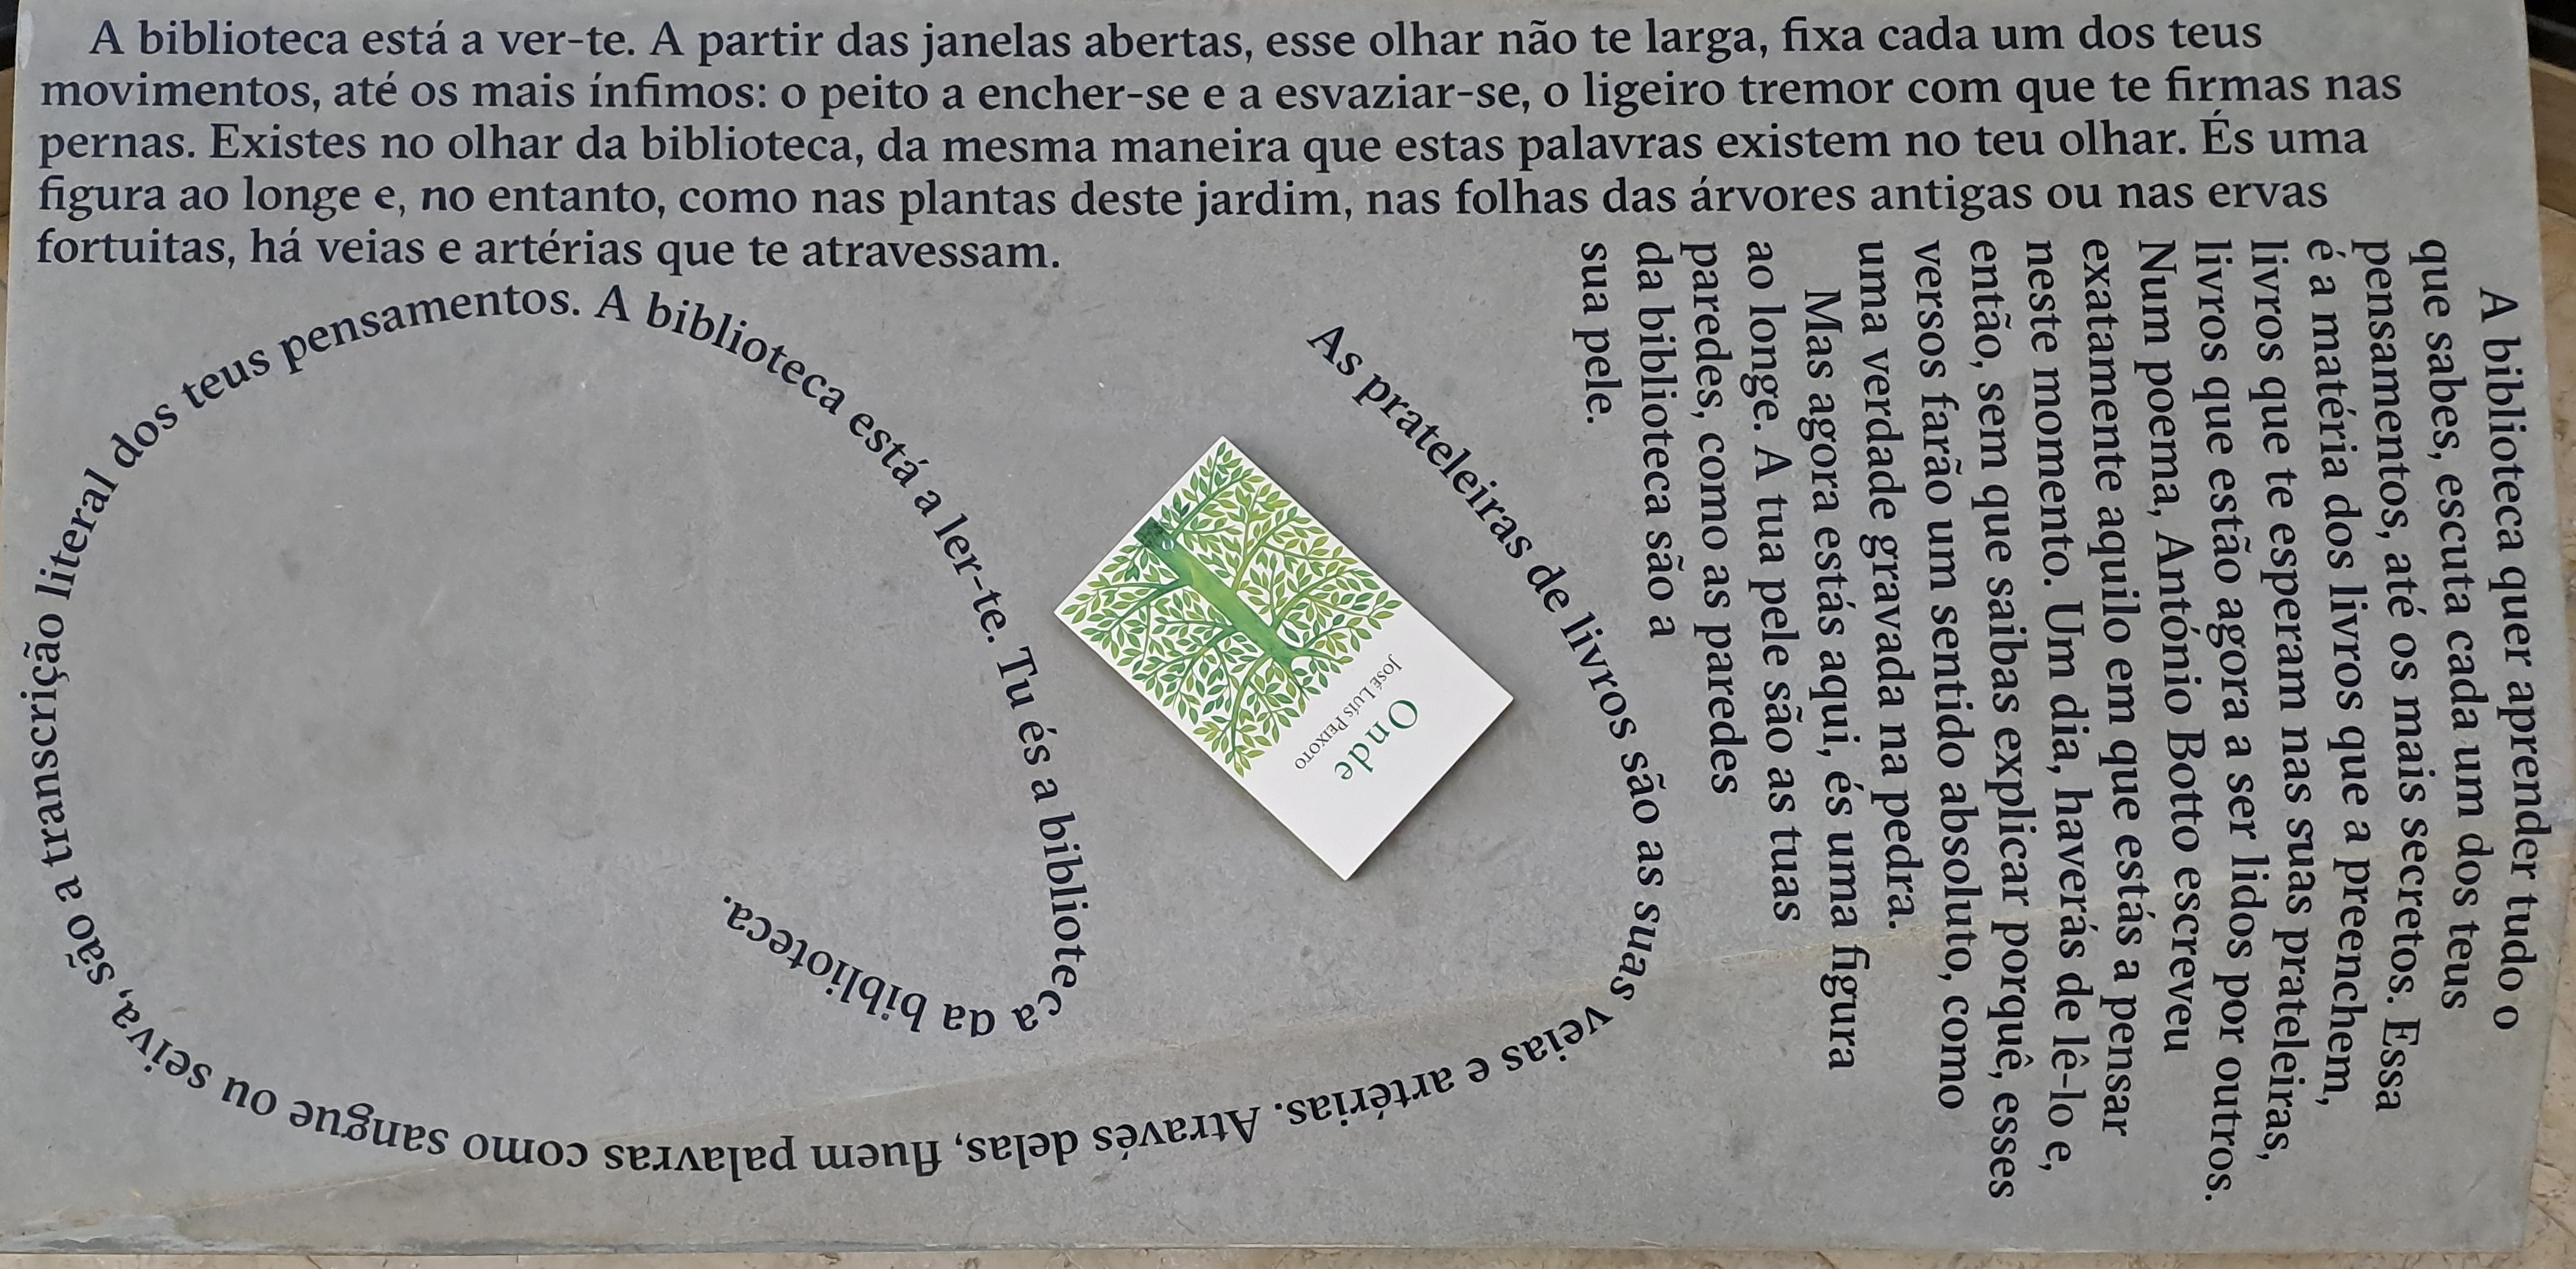 A biblioteca está a ver-te. A partir das janelas abertas, esse olhar não te larga, fixa cada um dos teus
movimentos, até os mais ínfimos: o peito a encher-se e a esvaziar-se, o ligeiro tremor com que te firmas nas
pernas. Existes no olhar da biblioteca, da mesma maneira que estas palavras existem no teu olhar. És uma
figura ao longe e, no entanto, como nas plantas deste jardim, nas folhas das árvores antigas ou nas ervas
fortuitas, há veias e artérias que te atravessam.
A biblioteca quer aprender tudo o
que sabes, escuta cada um dos teus
pensamentos, até os mais secretos. Essa
é a matéria dos livros que a preenchem,
livros que te esperam nas suas prateleiras,
livros que estão agora a ser lidos por outros.
Num poema, António Botto escreveu
exatamente aquilo em que estás a pensar
neste momento. Um dia, haverás de lê-lo e,
então, sem que saibas explicar porquê, esses
versos farão um sentido absoluto, como
uma verdade gravada na pedra.
Mas agora estás aqui, és uma figura
ao longe. A tua pele são as tuas
paredes, como as paredes
da biblioteca são a
sua pele.
As prateleiras de livros são as suas veias e artérias. Através delas, fluem palavras como sangue ou seiva, são a transcrição literal dos teus pensamentos. A biblioteca está a ler-te. Tu és a biblioteca da biblioteca.
Onde
José Luís Peixoto